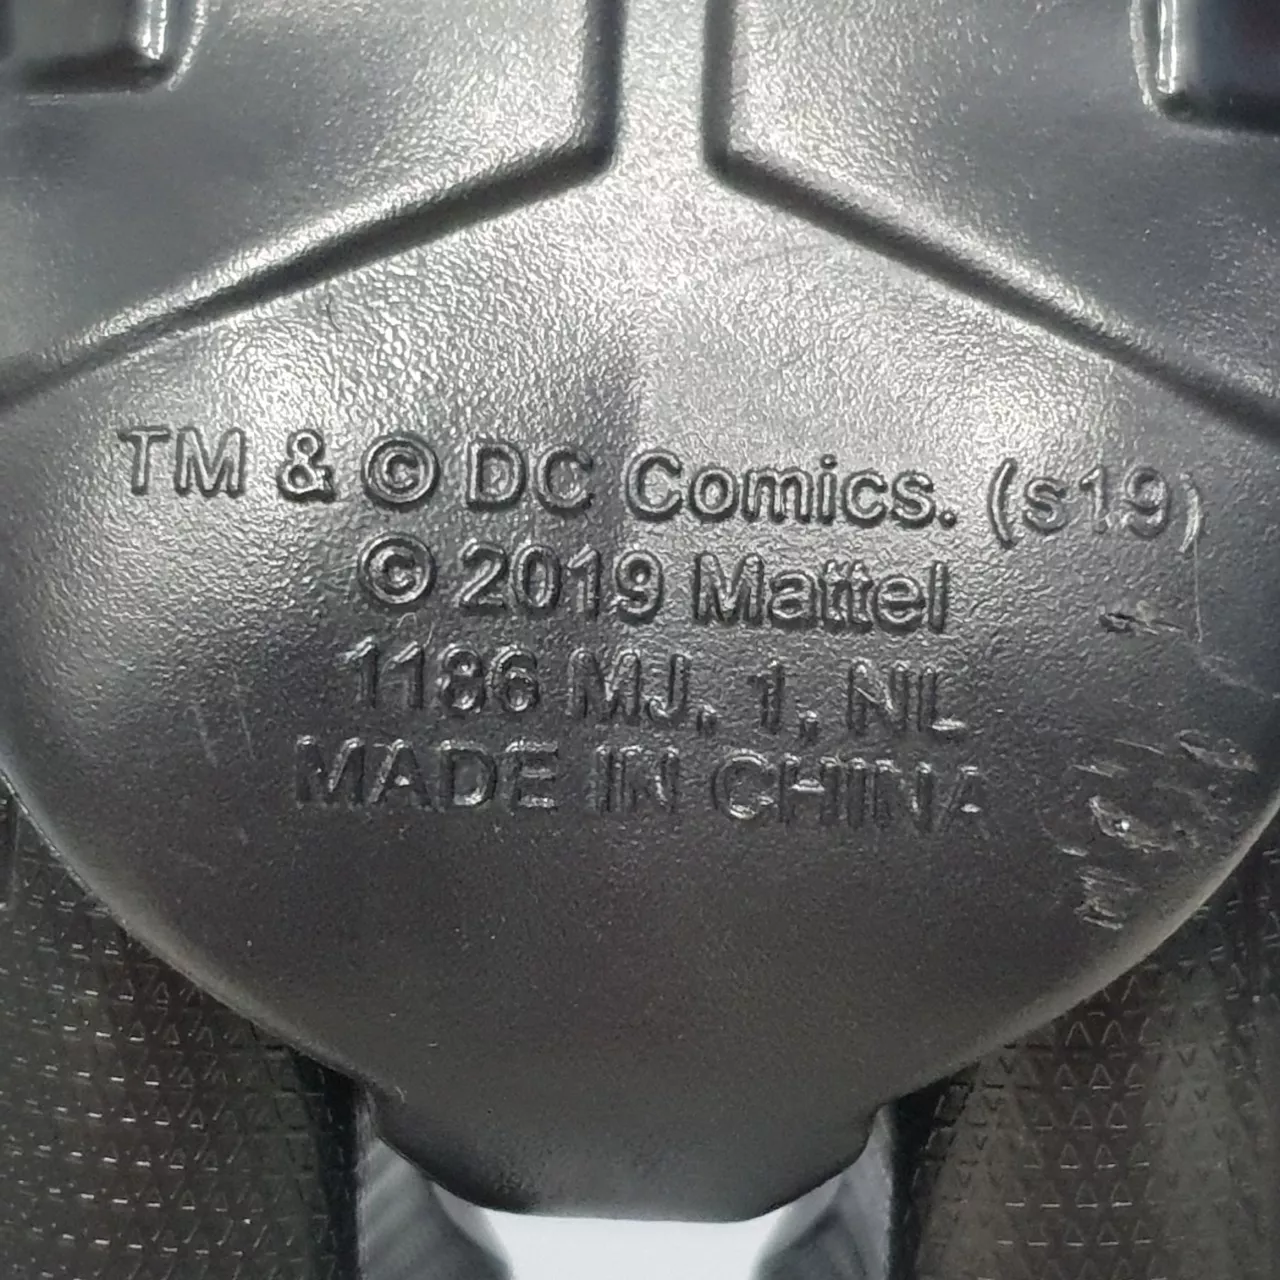 TM & © DC Comics. (s19)
© 2019 Mattel
1186 MJ, 1, NL
MADE IN CHINA